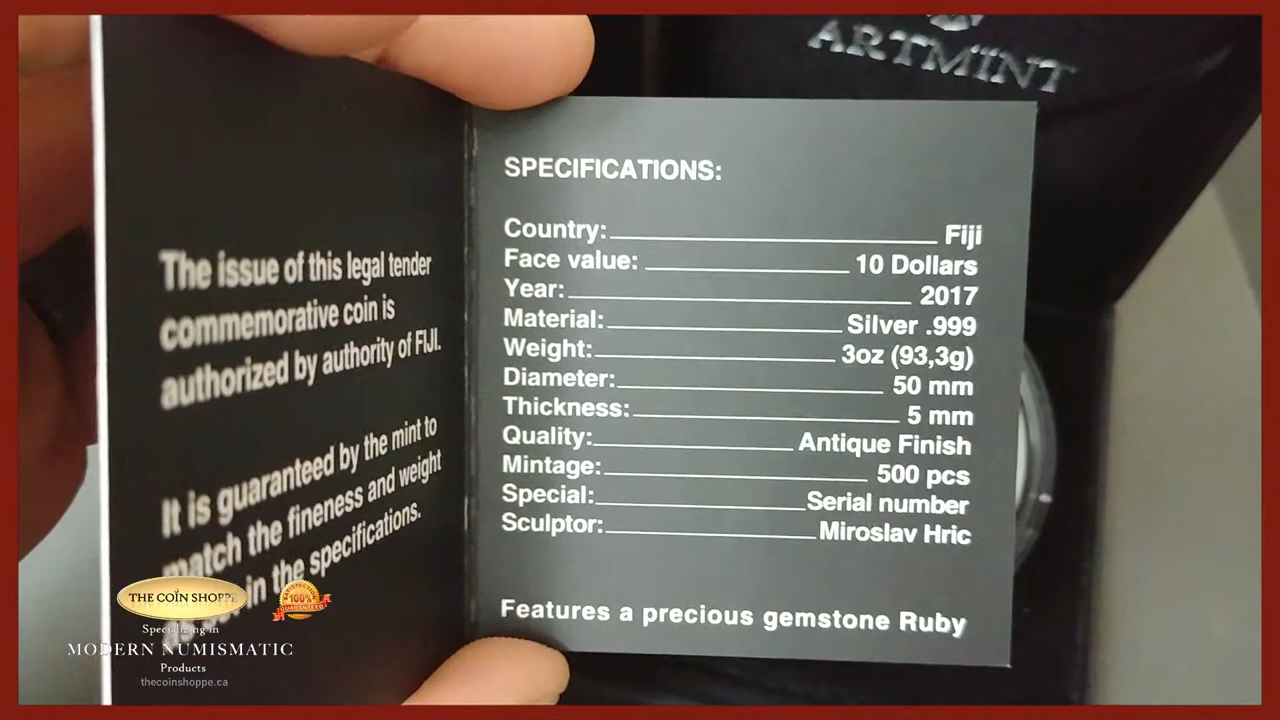 ARTMINT
The issue of this legal tender
commemorative coin is
authorized by authority of FIJI.
It is guaranteed by the mint to
match the fineness and weight
in the specifications.
SPECIFICATIONS:
Country: Fiji
Face value: 10 Dollars
Year: 2017
Material: Silver .999
Weight: 3oz (93,3g)
Diameter: 50 mm
Thickness: 5 mm
Quality: Antique Finish
Mintage: 500 pcs
Special: Serial number
Sculptor: Miroslav Hric
Features a precious gemstone Ruby
THE COIN SHOPPE
SATISFACTION
100%
GUARANTEED
Specializing in
MODERN NUMISMATIC
Products
thecoinshoppe.ca